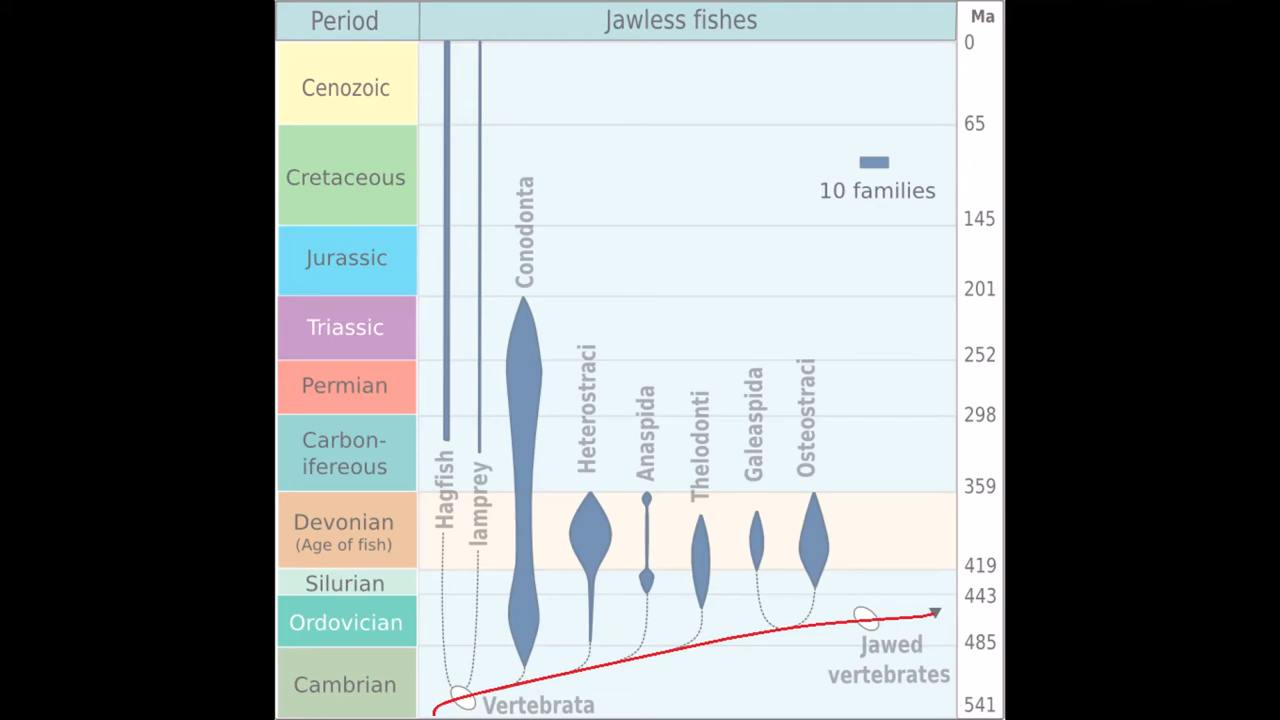 Period
Jawless fishes
Ma
0
Cenozoic
65
Cretaceous
10 families
145
Conodonta
Jurassic
201
Triassic
252
Permian
298
Heterostraci
Anaspida
Thelodonti
Galeaspida
Osteostraci
Carbon-
ifereous
Hagfish
lamprey
359
Devonian
(Age of fish)
419
Silurian
443
Ordovician
485
Jawed
vertebrates
Cambrian
Vertebrata
541